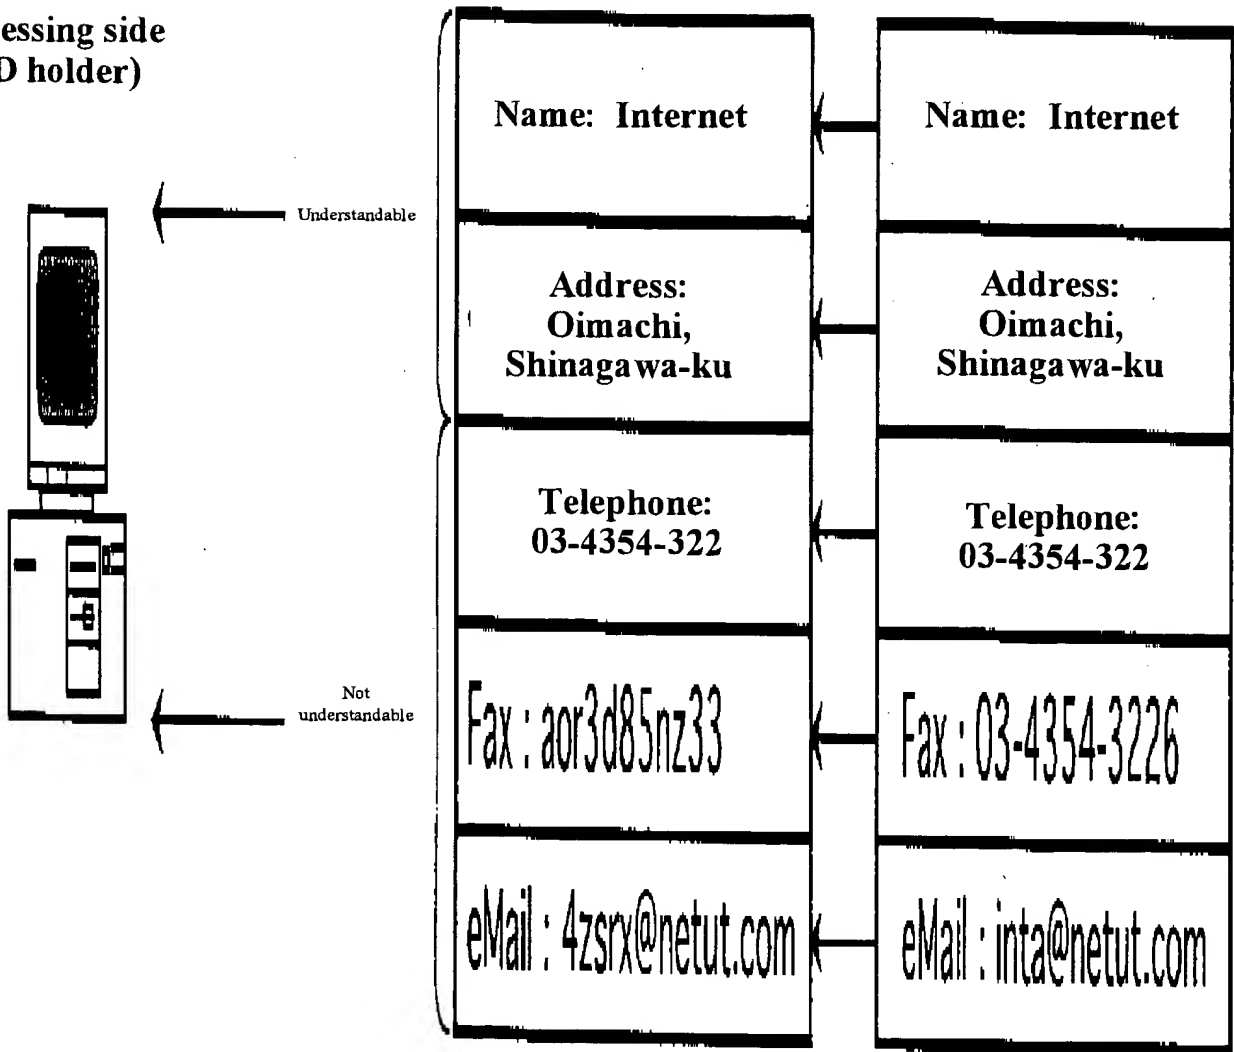 essing side
D holder)
Understandable
Not
understandable
Name: Internet
Address:
Oimachi,
Shinagawa-ku
Telephone:
03-4354-322
Fax : aor3d85nz33
eMail : 4zsrx@netut.com
Name: Internet
Address:
Oimachi,
Shinagawa-ku
Telephone:
03-4354-322
Fax : 03-4354-3226
eMail : inta@netut.com